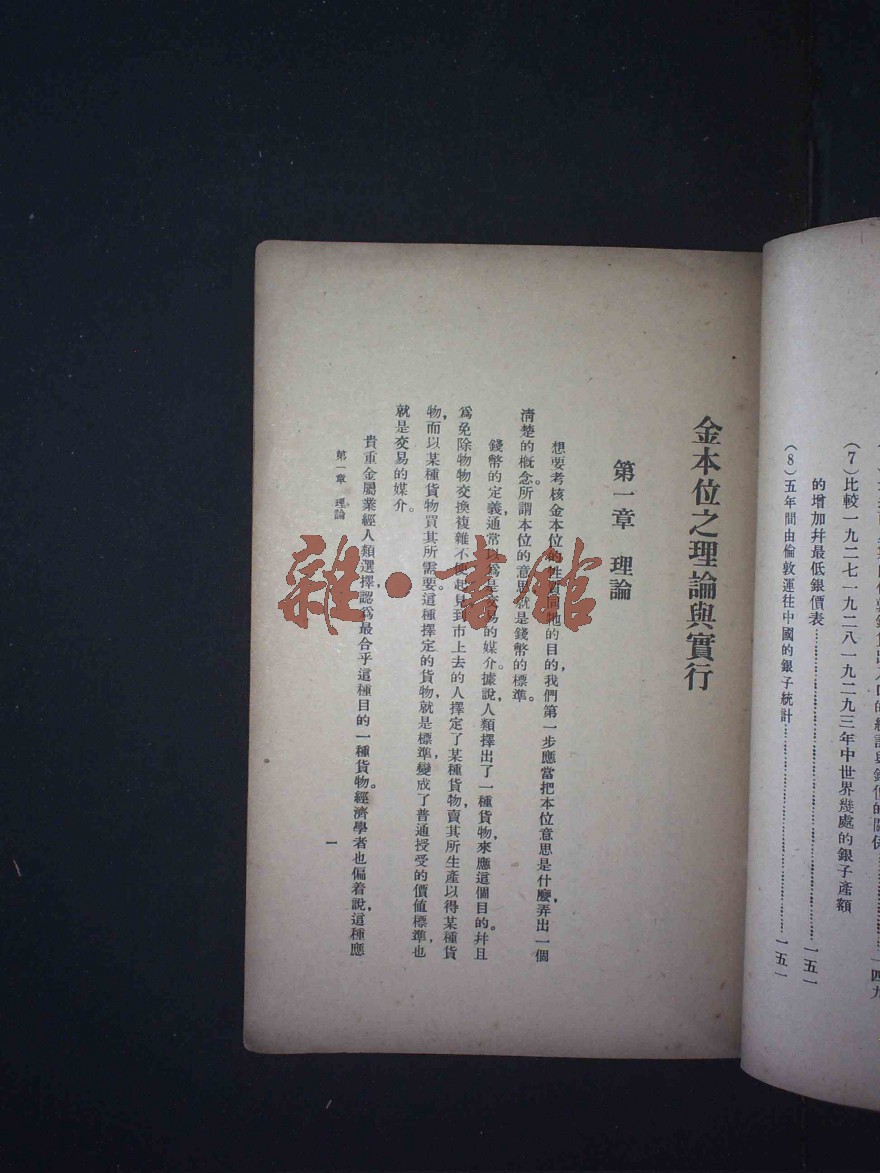 (7)比較一九二七一九二八一九二九三年中世界幾處的銀子產額
的增加幷最低銀價表……一五一
(8)五年間由倫敦運往中國的銀子統計……一五一
金本位之理論與實行
第一章 理論
想要考核金本位的性質同他的目的,我們第一步應當把本位意思是什麼,弄出一個
清楚的概念。所謂本位的意思,就是錢幣的標準。
錢幣的定義,通常以爲是交易的媒介。據說,人類擇出了一種貨物,來應這個目的。幷且
爲免除物物交換複雜不便起見,到市上去的人,擇定了某種貨物,賣其所生產以得某種貨
物,而以某種貨物買其所需要。這種擇定的貨物,就是標準,變成了普通授受的價值標準,也
就是交易的媒介。
貴重金屬業經人類選擇,認爲最合乎這種目的一種貨物。經濟學者也偏着說,這種應
第一章 理論
一
雜·書館